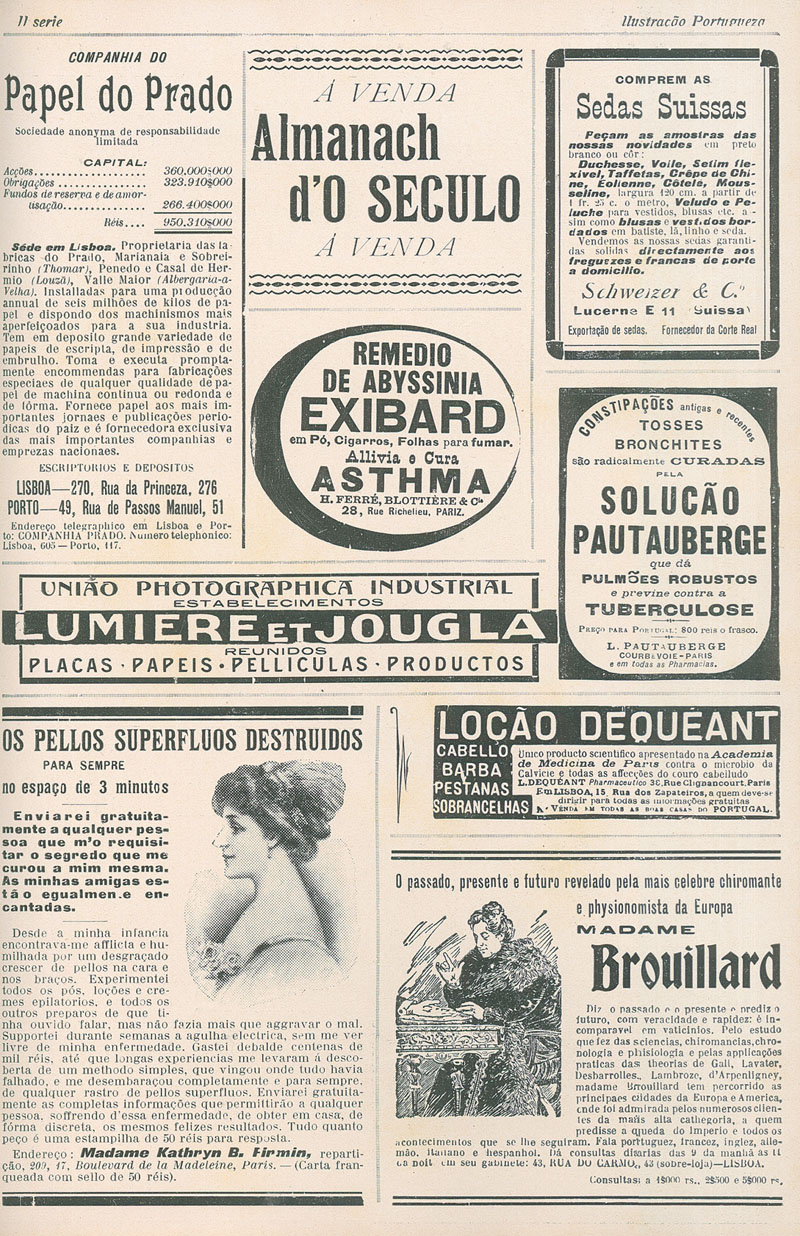 II serie
Ilustracão Portugueza
COMPANHIA DO
Papel do Prado
Sociedade anonyma de responsabilidade
limitada
CAPITAL:
Acções................... 360.000$000
Obrigações .............. 323.910$000
Fundos de reserva e de amor-
tisação.............. 266.400$000
Réis.... 950.310$000
Séde em Lisboa. Proprietaria das fa-
bricas do Prado, Marianaia e Sobrei-
rinho (Thomar), Penedo e Casal de Her-
mio (Louzã), Valle Maior (Albergaria-a-
Velha). Installadas para uma producção
annual de seis milhões de kilos de pa-
pel e dispondo dos machinismos mais
aperfeiçoados para a sua industria.
Tem em deposito grande variedade de
papeis de escripta, de impressão e de
embrulho. Toma e executa prompta-
mente encommendas para fabricações
especiaes de qualquer qualidade de pa-
pel de machina continua ou redonda e
de fôrma. Fornece papel aos mais im-
portantes jornaes e publicações perio-
dicas do paiz e é fornecedora exclusiva
das mais importantes companhias e
emprezas nacionaes.
ESCRIPTORIOS E DEPOSITOS
LISBOA—270, Rua da Princeza, 276
PORTO—49, Rua de Passos Manuel, 51
Endereço telegraphico em Lisboa e Por-
to: COMPANHIA PRADO. Numero telephonico:
Lisboa, 605 — Porto, 117.
Á VENDA
Almanach
d'O SECULO
Á VENDA
REMEDIO
DE ABYSSINIA
EXIBARD
em Pó, Cigarros, Folhas para fumar.
Allivia e Cura
ASTHMA
H. FERRÉ, BLOTTIÈRE & Cia
28, Rue Richelieu, PARIZ.
COMPREM AS
Sedas Suissas
Peçam as amostras das
nossas novidades em preto
branco ou côr:
Duchesse, Voile, Setim fle-
xivel, Taffetas, Crêpe de Chi-
ne, Eolienne, Côtele, Mous-
seline, largura 120 cm. a partir de
1 fr. 25 c. o metro, Veludo e Pe-
luche para vestidos, blusas etc. as-
sim como blusas e vestidos bor-
dados em batiste, lã, linho e seda.
Vendemos as nossas sedas garanti-
das solidas directamente aos
freguezes e francas de porte
a domicilio.
Schweizer & C.º
Lucerna E 11 (Suissa)
Exportação de sedas. Fornecedor da Corte Real
CONSTIPAÇÕES antigas e recentes
TOSSES
BRONCHITES
são radicalmente CURADAS
PELA
SOLUCÃO
PAUTAUBERGE
que dá
PULMÕES ROBUSTOS
e previne contra a
TUBERCULOSE
PREÇO PARA PORTUGAL: 800 reis o frasco.
L. PAUTAUBERGE
COURBEVOIE-PARIS
e em todas as Pharmacias.
UNIÃO PHOTOGRAPHICA INDUSTRIAL
ESTABELECIMENTOS
LUMIERE ET JOUGLA
REUNIDOS
PLACAS · PAPEIS · PELLICULAS · PRODUCTOS
OS PELLOS SUPERFLUOS DESTRUIDOS
PARA SEMPRE
no espaço de 3 minutos
Enviarei gratuita-
mente a qualquer pes-
soa que m'o requisi-
tar o segredo que me
curou a mim mesma.
As minhas amigas es-
tão egualmen.e en-
cantadas.
Desde a minha infancia
encontrava-me afflicta e hu-
milhada por um desgraçado
crescer de pellos na cara e
nos braços. Experimentei
todos os pós, loções e cre-
mes epilatorios, e todos os
outros preparos de que ti-
nha ouvido falar, mas não fazia mais que aggravar o mal.
Supportei durante semanas a agulha electrica, sem me ver
livre de minha enfermedade. Gastei debalde centenas de
mil réis, até que longas experiencias me levaram á desco-
berta de um methodo simples, que vingou onde tudo havia
falhado, e me desembaraçou completamente e para sempre,
de qualquer rastro de pellos superfluos. Enviarei gratuita-
mente as completas informações que permittirão a qualquer
pessoa, soffrendo d'essa enfermedade, de obter em casa, de
fórma discreta, os mesmos felizes resultados. Tudo quanto
peço é uma estampilha de 50 réis para resposta.
Endereço: Madame Kathryn B. Firmin, reparti-
ção, 209, 17, Boulevard de la Madeleine, Paris. — (Carta fran-
queada com sello de 50 réis).
LOÇÃO DEQUÉANT
CABELLO
BARBA
PESTANAS
SOBRANCELHAS
Unico producto scientifico apresentado na Academia
de Medicina de Paris contra o microbio da
Calvicie e todas as affecções do couro cabelludo
L.DEQUÉANT Pharmaceutico 38, Rue Clignancourt, Paris
Em LISBOA, 15, Rua dos Zapateiros, a quem deve-se
dirigir para todas as informações gratuitas
A' VENDA EM TODAS AS BOAS CASAS DO PORTUGAL.
O passado, presente e futuro revelado pela mais celebre chiromante
e physionomista da Europa
MADAME
Brouillard
Diz o passado e o presente e prediz o
futuro, com veracidade e rapidez: é in-
comparavel em vaticinios. Pelo estudo
que fez das sciencias, chiromancias, chro-
nologia e phisiologia e pelas applicações
praticas das theorias de Gall, Lavater,
Desbarrolles, Lambroze, d'Arpenligney,
madame Brouillard tem percorrido as
principaes cidades da Europa e America,
onde foi admirada pelos numerosos clien-
tes da mais alta cathegoria, a quem
predisse a queda do imperio e todos os
acontecimentos que se lhe seguiram. Fala portuguez, francez, inglez, alle-
mão, italiano e hespanhol. Dá consultas diarias das 9 da manhã ás 11
da noite em seu gabinete: 43, RUA DO CARMO, 43 (sobre-loja)—LISBOA.
Consultas a 1$000 rs., 2$500 e 5$000 rs.